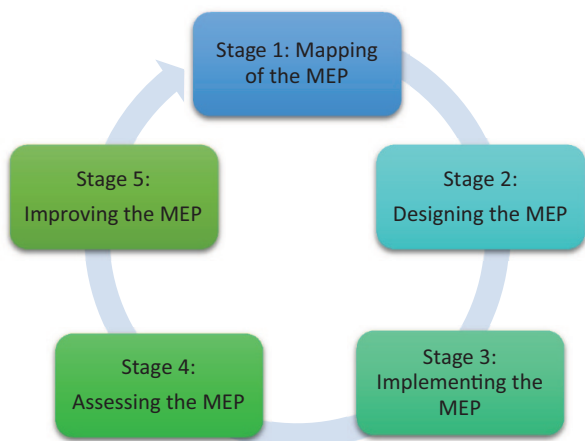 Stage 1: Mapping
of the MEP
Stage 2:
Designing the MEP
Stage 3:
Implementing the
MEP
Stage 4:
Assessing the MEP
Stage 5:
Improving the MEP